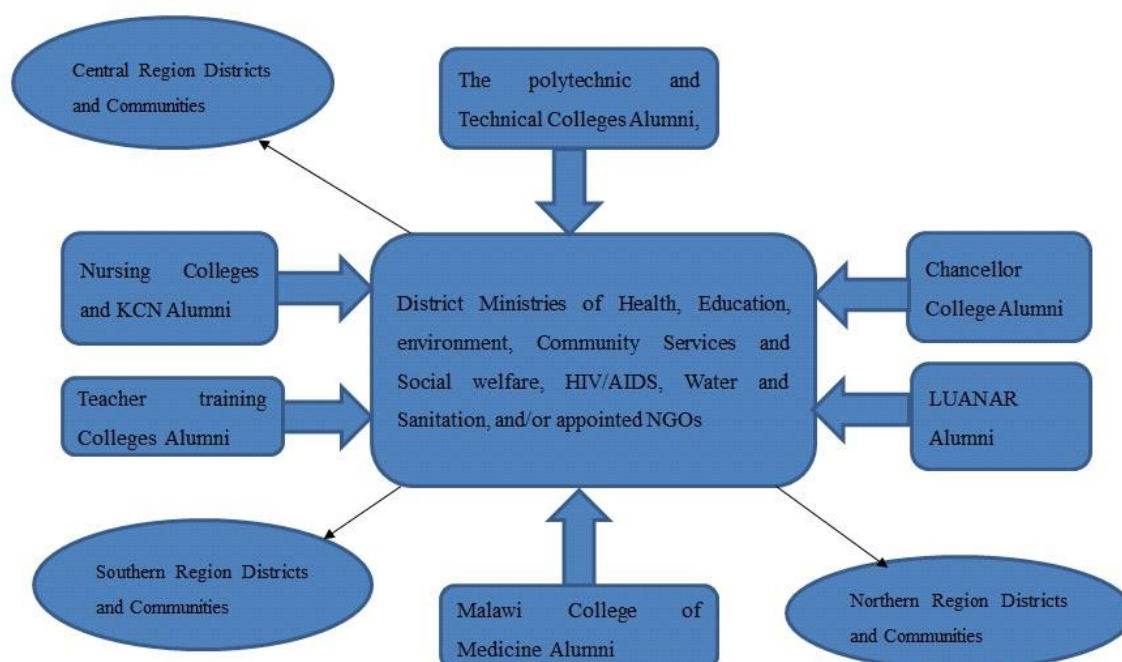 Central Region Districts
and Communities
The polytechnic and
Technical Colleges Alumni,
Nursing Colleges
and KCN Alumni
District Ministries of Health, Education,
environment, Community Services and
Social welfare, HIV/AIDS, Water and
Sanitation, and/or appointed NGOs
Chancellor
College Alumni
Teacher training
Colleges Alumni
LUANAR
Alumni
Southern Region Districts
and Communities
Malawi College of
Medicine Alumni
Northern Region Districts
and Communities